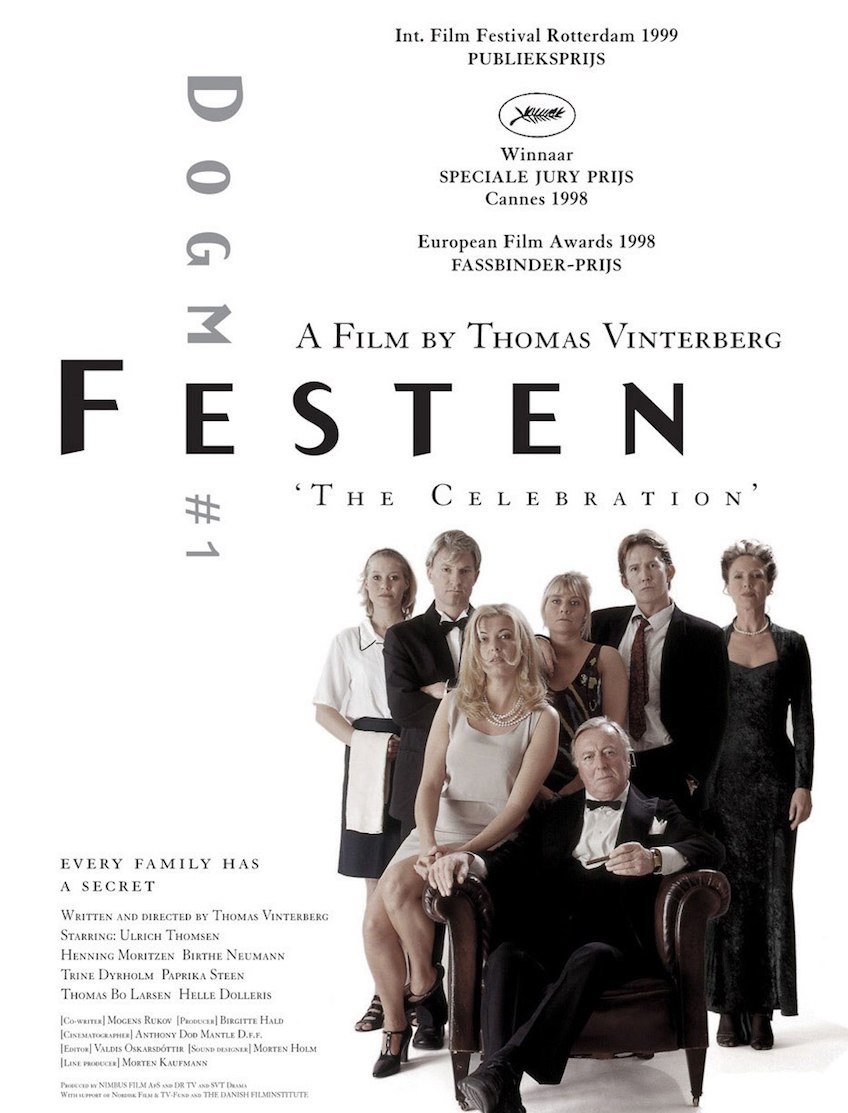 Int. Film Festival Rotterdam 1999
PUBLIEKSPRIJS
Winnaar
SPECIALE JURY PRIJS
Cannes 1998
European Film Awards 1998
FASSBINDER-PRIJS
DOGME #1
A Film by Thomas Vinterberg
FESTEN
‘The Celebration’
EVERY FAMILY HAS
A SECRET
Written and directed by Thomas Vinterberg
Starring: Ulrich Thomsen
Henning Moritzen Birthe Neumann
Trine Dyrholm Paprika Steen
Thomas Bo Larsen Helle Dolleris
[Co-writer] Mogens Rukov [Producer] Birgitte Hald
[Cinematographer] Anthony Dod Mantle D.F.F.
[Editor] Valdis Oskarsdóttir [Sound designer] Morten Holm
[Line producer] Morten Kaufmann
Produced by NIMBUS FILM ApS and DR TV and SVT Drama
With support of Nordisk Film & TV-Fund and THE DANISH FILMINSTITUTE